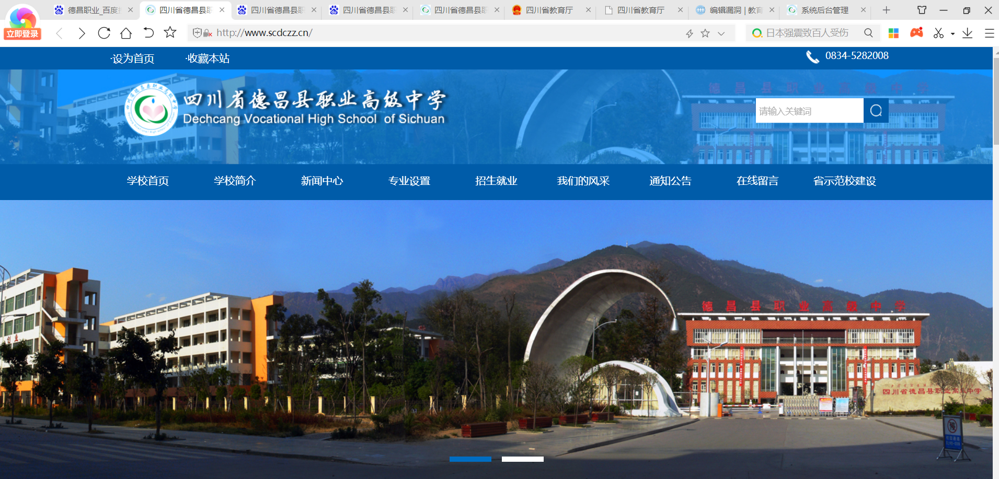 德昌职业_百度搜
四川省德昌县职
四川省德昌县职
四川省德昌县职
四川省德昌县职
四川省教育厅
四川省教育厅
编辑漏洞 | 教育
系统后台管理
立即登录
http://www.scdczz.cn/
日本强震致百人受伤
·设为首页
·收藏本站
0834-5282008
四川省德昌县职业高级中学
Dechcang Vocational High School of Sichuan
德昌县职业高级中学
请输入关键词
学校首页
学校简介
新闻中心
专业设置
招生就业
我们的风采
通知公告
在线留言
省示范校建设
德昌县职业高级中学
四川省德昌县职业高级中学